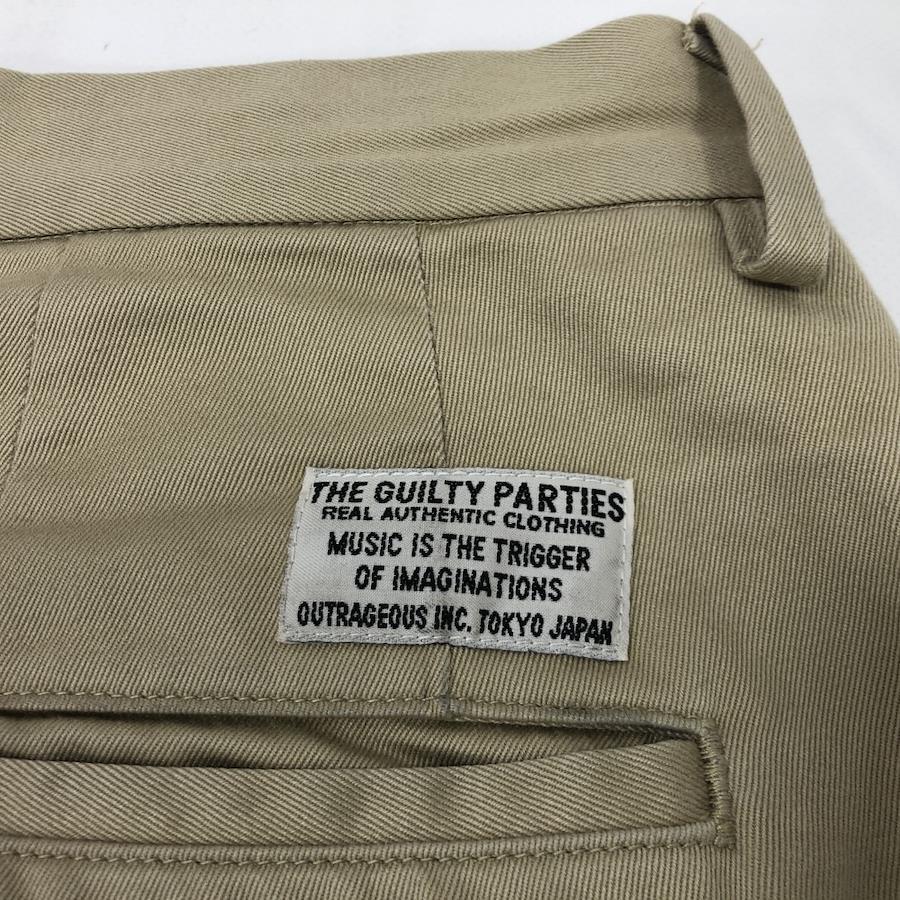 THE GUILTY PARTIES
REAL AUTHENTIC CLOTHING
MUSIC IS THE TRIGGER
OF IMAGINATIONS
OUTRAGEOUS INC. TOKYO JAPAN